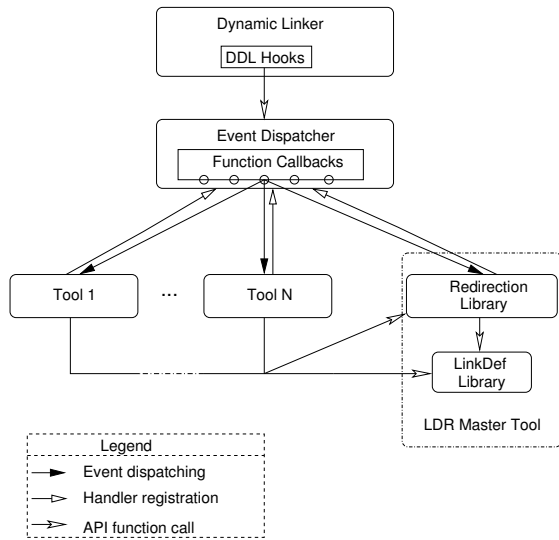 Dynamic Linker
DDL Hooks
Event Dispatcher
Function Callbacks
Tool 1
...
Tool N
Redirection
Library
LinkDef
Library
LDR Master Tool
Legend
Event dispatching
Handler registration
API function call